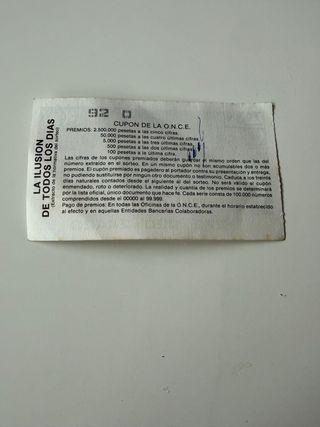 92 0
CUPON DE LA O.N.C.E.
PREMIOS: 2.500.000 pesetas a las cinco cifras.
50.000 pesetas a las cuatro últimas cifras.
5.000 pesetas a las tres últimas cifras.
500 pesetas a las dos últimas cifras.
100 pesetas a la última cifra.
Las cifras de los cupones premiados deberán guardar el mismo orden que las del
número extraído en el sorteo. En un mismo cupón no son acumulables dos o más
premios. El cupón premiado es pagadero al portador contra su presentación y entrega,
no pudiendo sustituirse por ningún otro documento o testimonio. Caduca a los treinta
días naturales contados desde el siguiente al del sorteo. No será válido si cupón
enmendado, roto o deteriorado. La realidad y cuantía de los premios se determinará
por la lista oficial, único documento que hace fe. Cada serie consta de 100.000 números
comprendidos desde el 00000 al 99.999.
Pago de premios: En todas las Oficinas de la O.N.C.E., durante el horario establecido
al efecto y en aquellas Entidades Bancarias Colaboradoras.
LA ILUSION
DE TODOS LOS DIAS